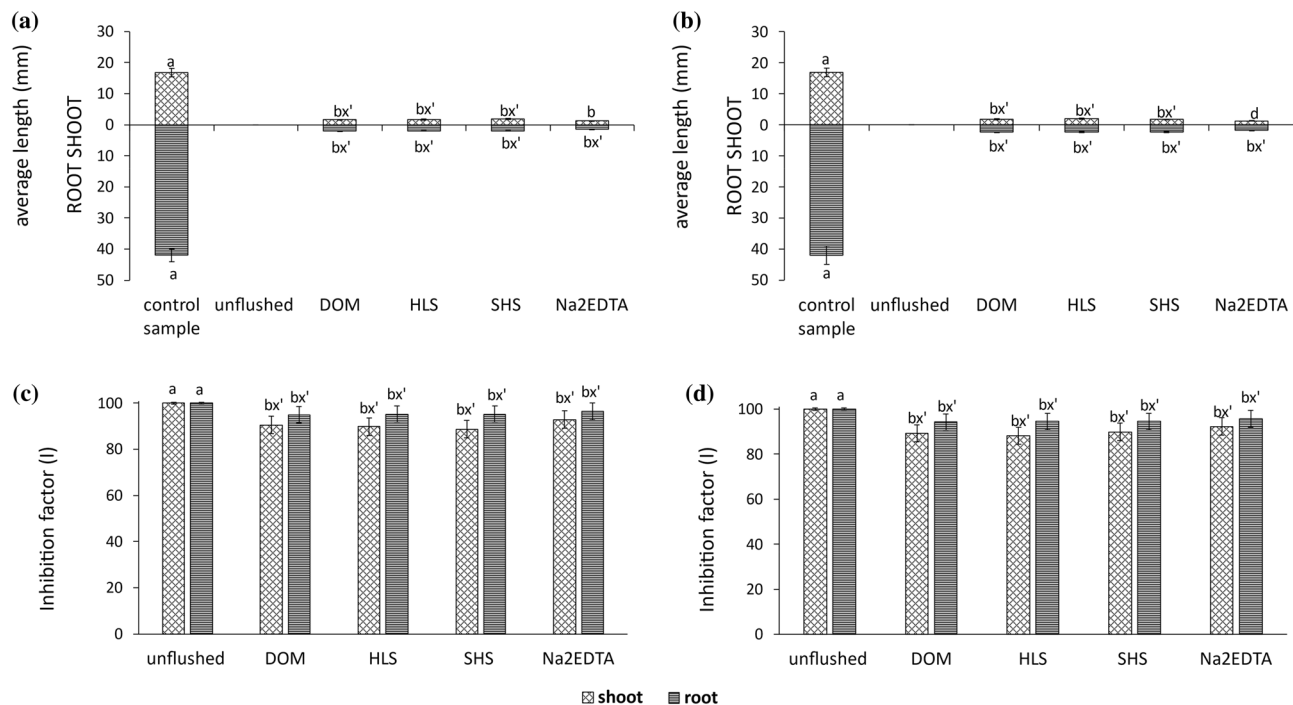 (a)
average length (mm)
ROOT SHOOT
30
20
10
0
10
20
30
40
50
a
a
bx' bx' bx' b
bx' bx' bx' bx'
control sample unflushed DOM HLS SHS Na2EDTA
(b)
average length (mm)
ROOT SHOOT
30
20
10
0
10
20
30
40
50
a
a
bx' bx' bx' d
bx' bx' bx' bx'
control sample unflushed DOM HLS SHS Na2EDTA
(c)
Inhibition factor (I)
100
80
60
40
20
0
a a bx' bx' bx' bx' bx' bx' bx' bx'
unflushed DOM HLS SHS Na2EDTA
(d)
Inhibition factor (I)
100
80
60
40
20
0
a a bx' bx' bx' bx' bx' bx' bx' bx'
unflushed DOM HLS SHS Na2EDTA
shoot root